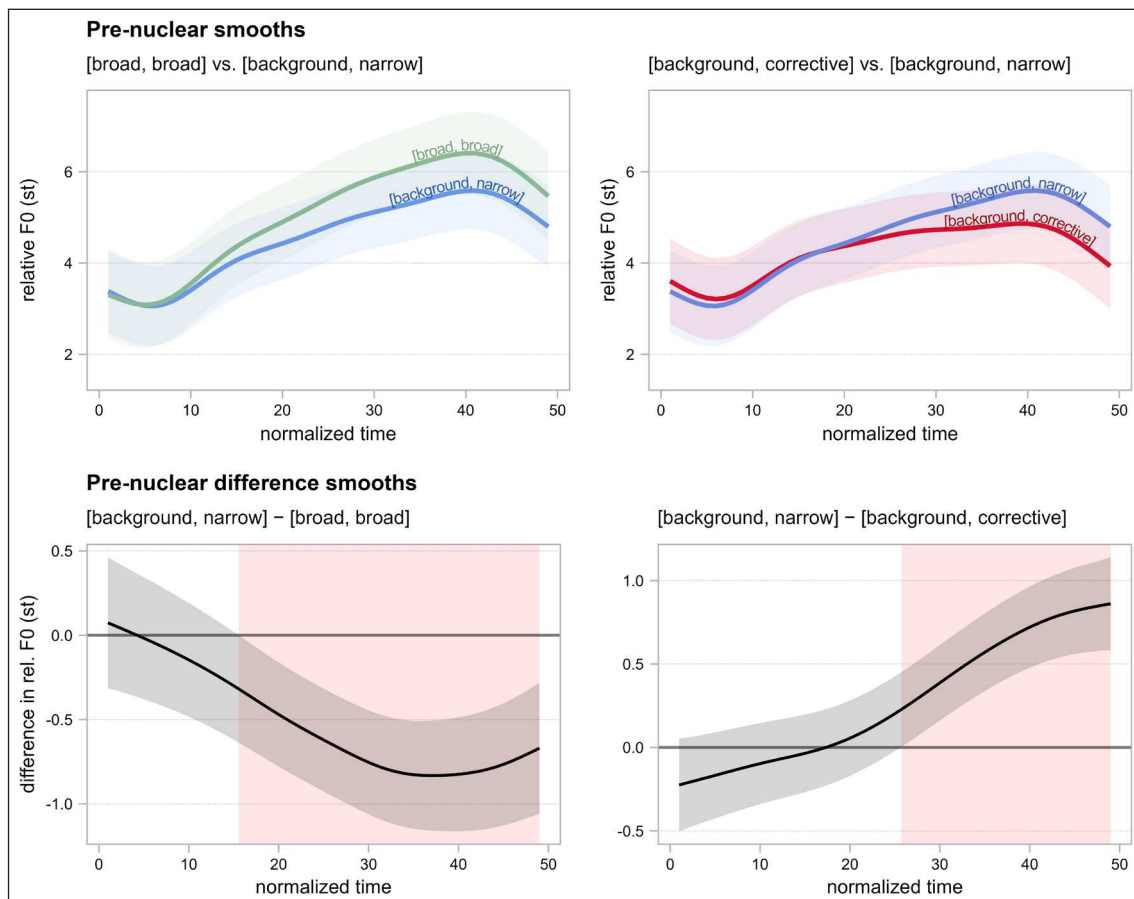 Pre-nuclear smooths
[broad, broad] vs. [background, narrow]
relative F0 (st)
6
4
2
[broad, broad]
[background, narrow]
0
10
20
30
40
50
normalized time
[background, corrective] vs. [background, narrow]
relative F0 (st)
6
4
2
[background, narrow]
[background, corrective]
0
10
20
30
40
50
normalized time
Pre-nuclear difference smooths
[background, narrow] − [broad, broad]
difference in rel. F0 (st)
0.5
0.0
-0.5
-1.0
0
10
20
30
40
50
normalized time
[background, narrow] − [background, corrective]
1.0
0.5
0.0
-0.5
0
10
20
30
40
50
normalized time